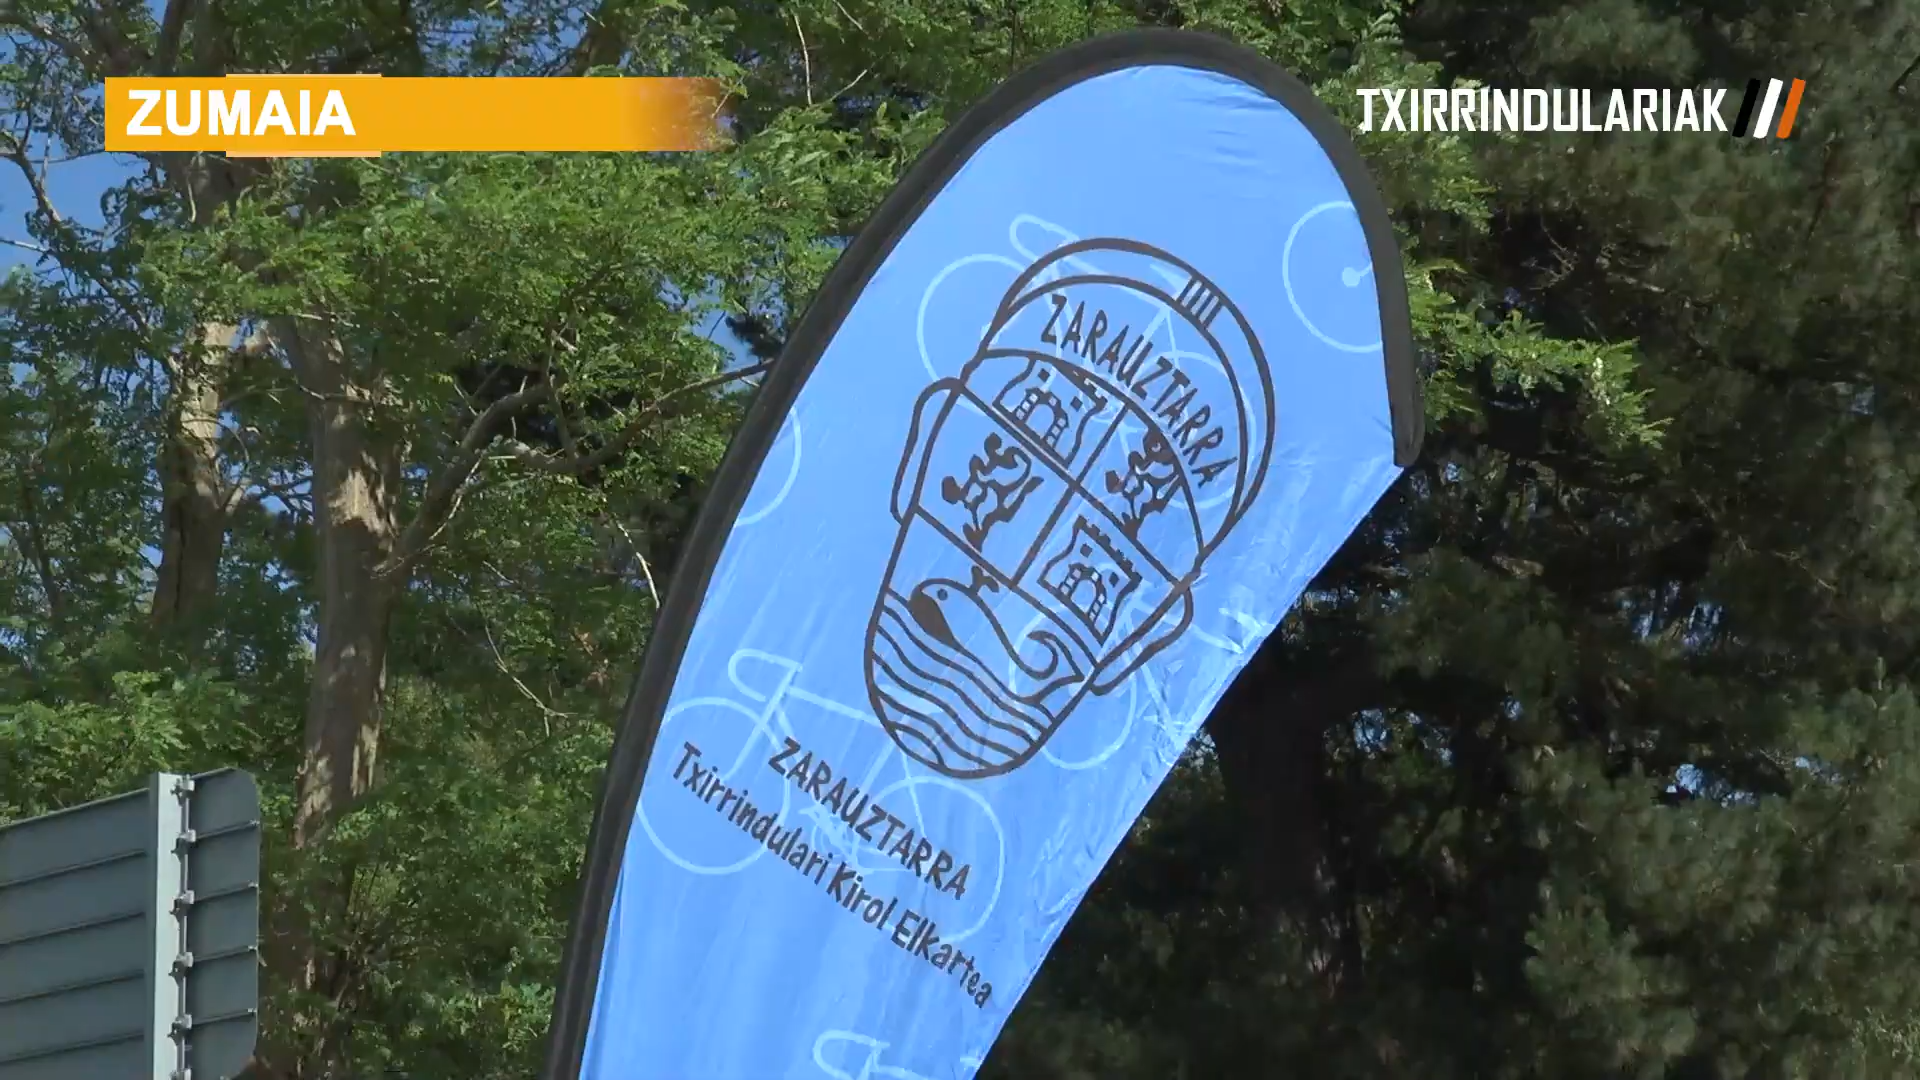 ZUMAIA
TXIRRINDULARIAK
ZARAUZTARRA
ZARAUZTARRA
Txirrindulari Kirol Elkartea